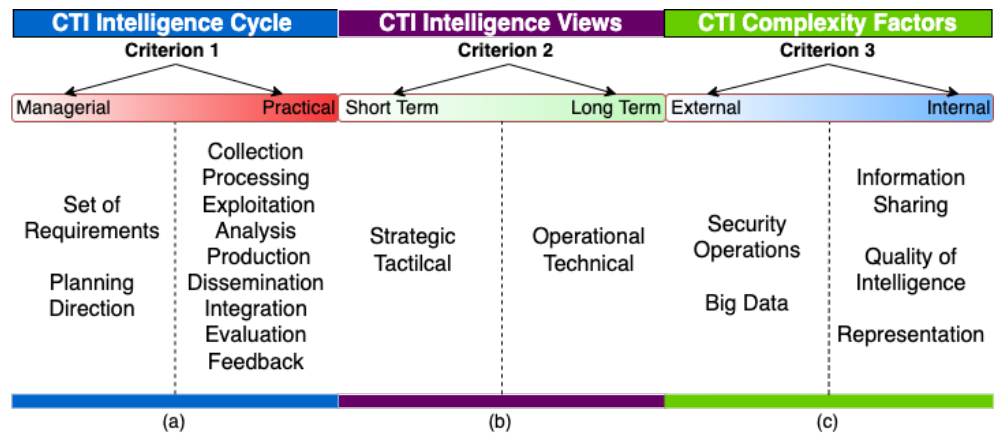 CTI Intelligence Cycle
CTI Intelligence Views
CTI Complexity Factors
Criterion 1
Criterion 2
Criterion 3
Managerial
Practical
Short Term
Long Term
External
Internal
Set of
Requirements
Planning
Direction
Collection
Processing
Exploitation
Analysis
Production
Dissemination
Integration
Evaluation
Feedback
Strategic
Tactilcal
Operational
Technical
Security
Operations
Big Data
Information
Sharing
Quality of
Intelligence
Representation
(a)
(b)
(c)